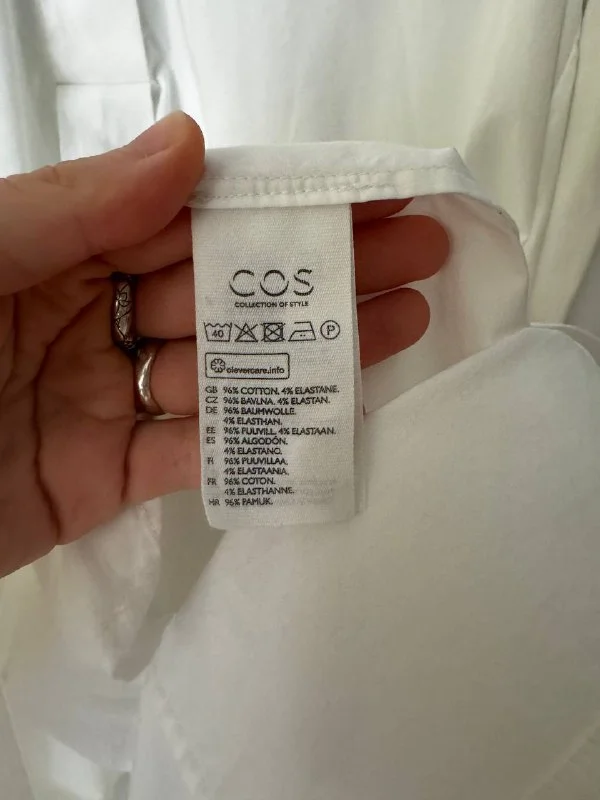 COS
COLLECTION OF STYLE
40 P
clevercare.info
GB 96% COTTON. 4% ELASTANE.
CZ 96% BAVLNA. 4% ELASTAN.
DE 96% BAUMWOLLE.
4% ELASTHAN.
EE 96% PUUVILL. 4% ELASTAAN.
ES 96% ALGODÓN.
4% ELASTANO.
FI 96% PUUVILLAA.
4% ELASTAANIA.
FR 96% COTON.
4% ELASTHANNE.
HR 96% PAMUK.